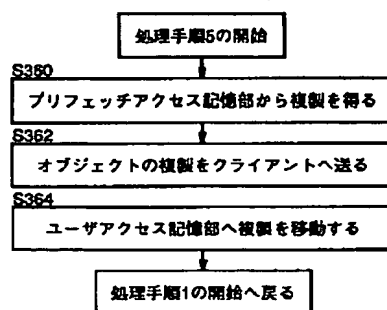 処理手順5の開始
S360
プリフェッチアクセス記憶部から複製を得る
S362
オブジェクトの複製をクライアントへ送る
S364
ユーザアクセス記憶部へ複製を移動する
処理手順1の開始へ戻る